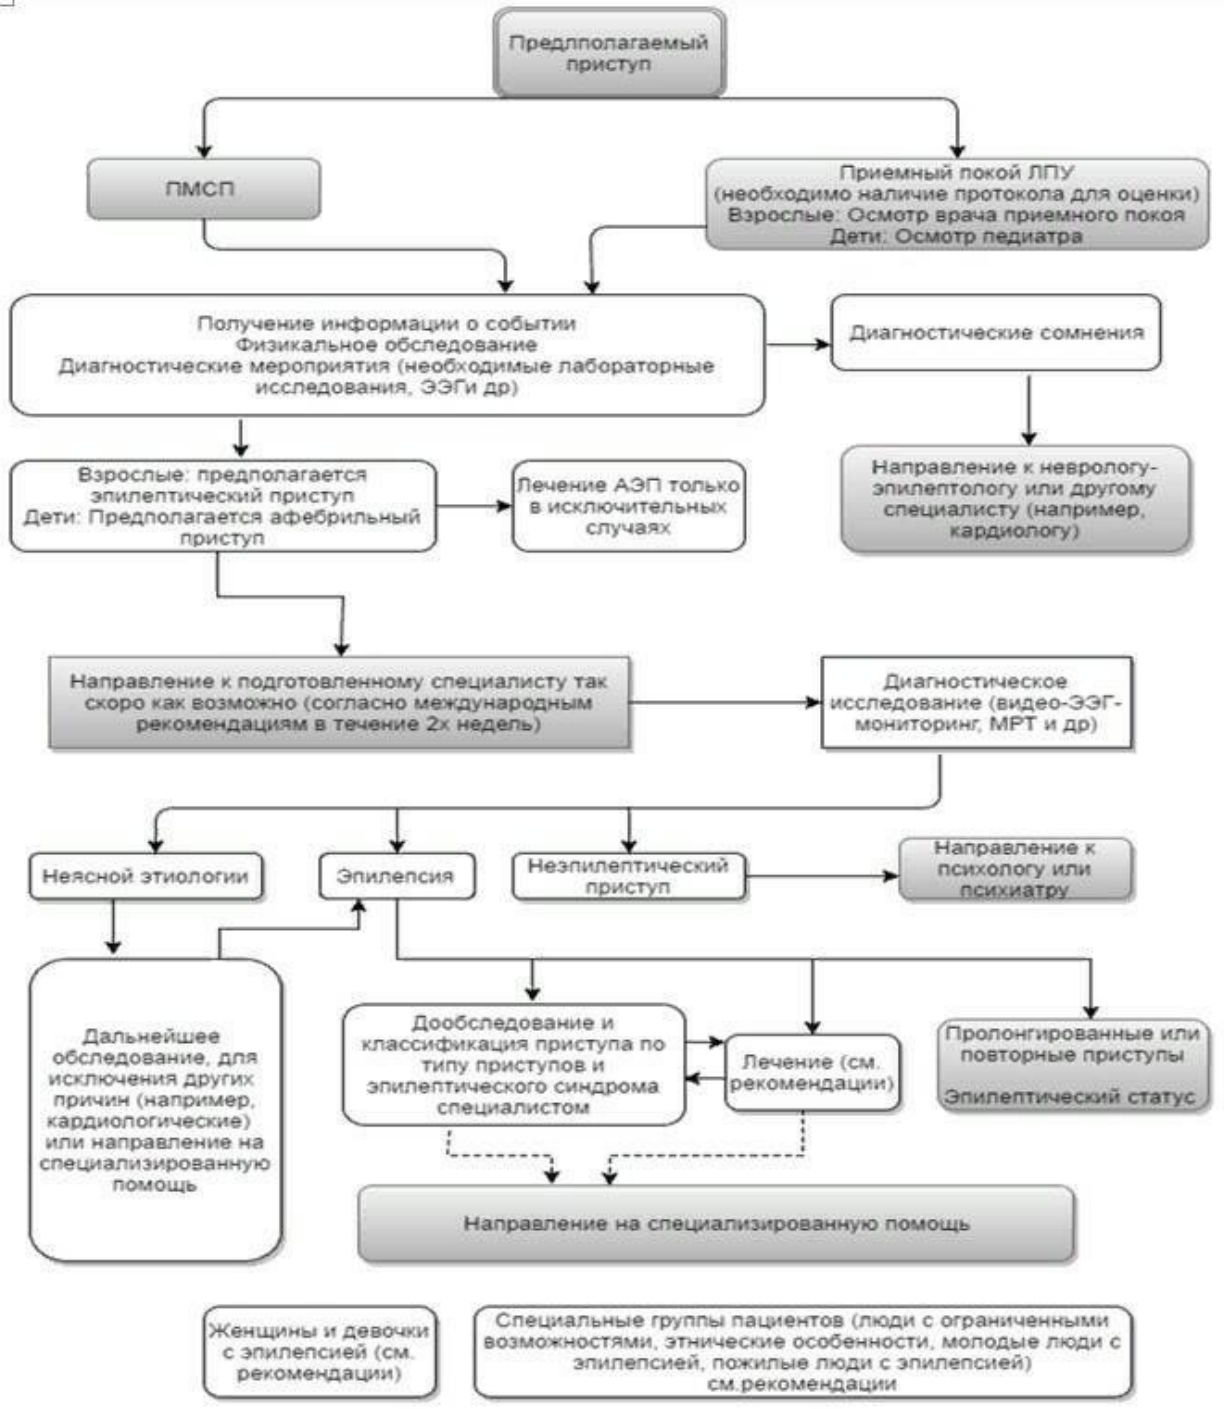 Предлполагаемый
приступ
ПМСП
Приемный покой ЛПУ
(необходимо наличие протокола для оценки)
Взрослые: Осмотр врача приемного покоя
Дети: Осмотр педиатра
Получение информации о событии
Физикальное обследование
Диагностические мероприятия (необходимые лабораторные
исследования, ЭЭГи др)
Диагностические сомнения
Взрослые: предполагается
эпилептический приступ
Дети: Предполагается афебрильный
приступ
Лечение АЭП только
в исключительных
случаях
Направление к неврологу-
эпилептологу или другому
специалисту (например,
кардиологу)
Направление к подготовленному специалисту так
скоро как возможно (согласно международным
рекомендациям в течение 2х недель)
Диагностическое
исследование (видео-ЭЭГ-
мониторинг, МРТ и др)
Неясной этиологии
Эпилепсия
Неэпилептический
приступ
Направление к
психологу или
психиатру
Дальнейшее
обследование, для
исключения других
причин (например,
кардиологические)
или направление на
специализированную
помощь
Дообследование и
классификация приступа по
типу приступов и
эпилептического синдрома
специалистом
Лечение (см.
рекомендации)
Пролонгированные или
повторные приступы
Эпилептический статус
Направление на специализированную помощь
Женщины и девочки
с эпилепсией (см.
рекомендации)
Специальные группы пациентов (люди с ограниченными
возможностями, этнические особенности, молодые люди с
эпилепсией, пожилые люди с эпилепсией)
см.рекомендации